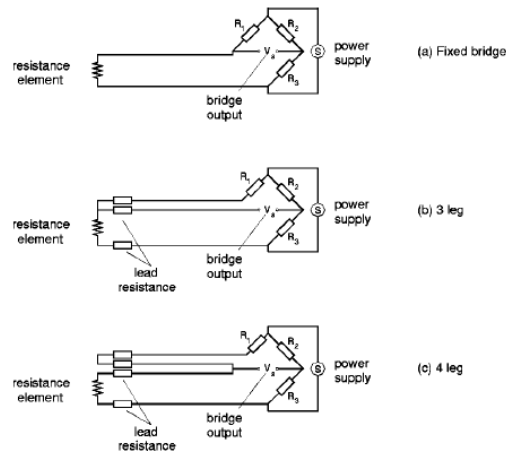 R1
R2
power
supply
(a) Fixed bridge
resistance
element
Va
S
R3
bridge
output
R1
R2
power
supply
(b) 3 leg
resistance
element
Va
S
R3
lead
resistance
bridge
output
R1
R2
power
supply
(c) 4 leg
resistance
element
Va
S
R3
lead
resistance
bridge
output